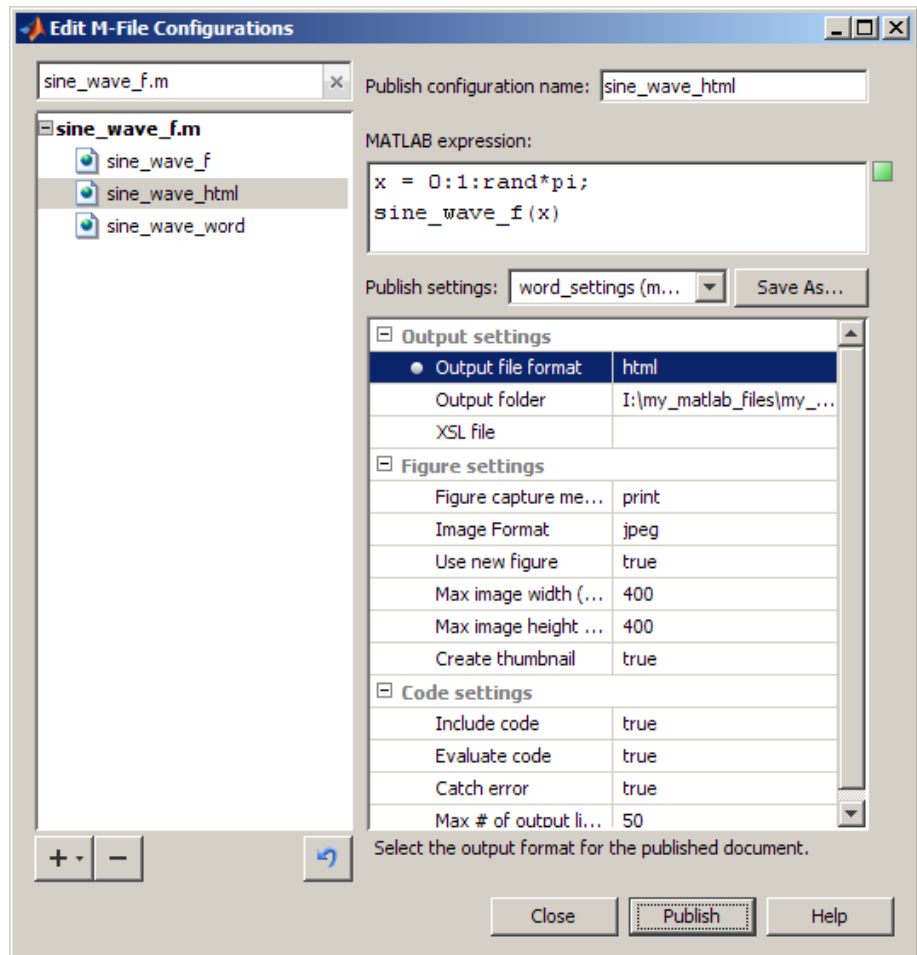 Edit M-File Configurations
sine_wave_f.m
Publish configuration name: sine_wave_html
sine_wave_f.m
sine_wave_f
sine_wave_html
sine_wave_word
MATLAB expression:
x = 0:1:rand*pi;
sine_wave_f(x)
Publish settings: word_settings (m... Save As...
Output settings
Output file format html
Output folder I:\my_matlab_files\my_...
XSL file
Figure settings
Figure capture me... print
Image Format jpeg
Use new figure true
Max image width (... 400
Max image height ... 400
Create thumbnail true
Code settings
Include code true
Evaluate code true
Catch error true
Max # of output li... 50
Select the output format for the published document.
Close Publish Help